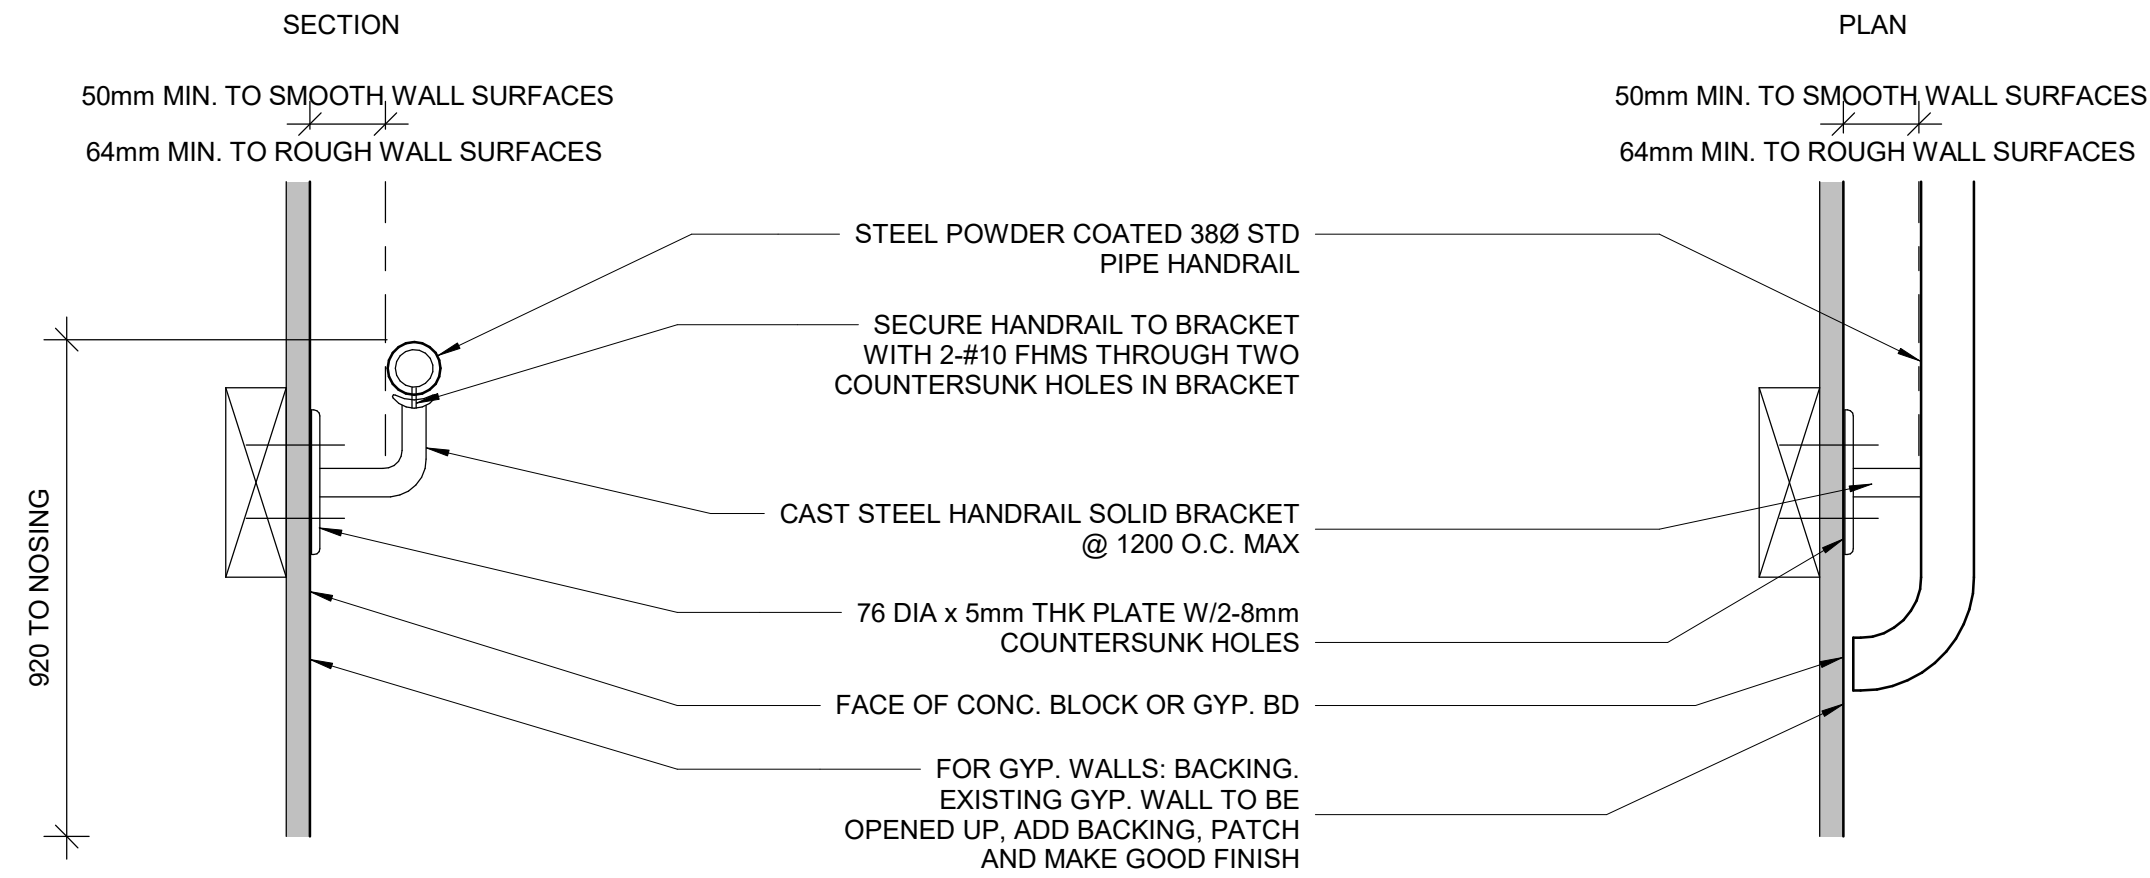 SECTION
PLAN
50mm MIN. TO SMOOTH WALL SURFACES
64mm MIN. TO ROUGH WALL SURFACES
50mm MIN. TO SMOOTH WALL SURFACES
64mm MIN. TO ROUGH WALL SURFACES
920 TO NOSING
STEEL POWDER COATED 38Ø STD
PIPE HANDRAIL
SECURE HANDRAIL TO BRACKET
WITH 2-#10 FHMS THROUGH TWO
COUNTERSUNK HOLES IN BRACKET
CAST STEEL HANDRAIL SOLID BRACKET
@ 1200 O.C. MAX
76 DIA x 5mm THK PLATE W/2-8mm
COUNTERSUNK HOLES
FACE OF CONC. BLOCK OR GYP. BD
FOR GYP. WALLS: BACKING.
EXISTING GYP. WALL TO BE
OPENED UP, ADD BACKING, PATCH
AND MAKE GOOD FINISH